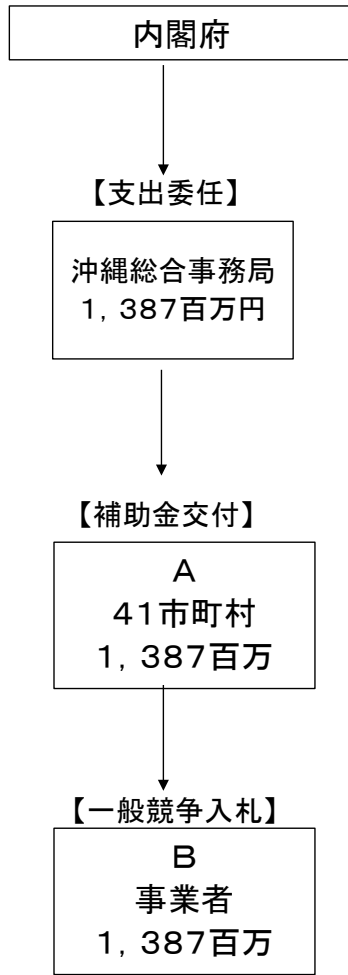 内閣府
【支出委任】
沖縄総合事務局
１，３８７百万円
【補助金交付】
A
４１市町村
１，３８７百万
【一般競争入札】
B
事業者
１，３８７百万